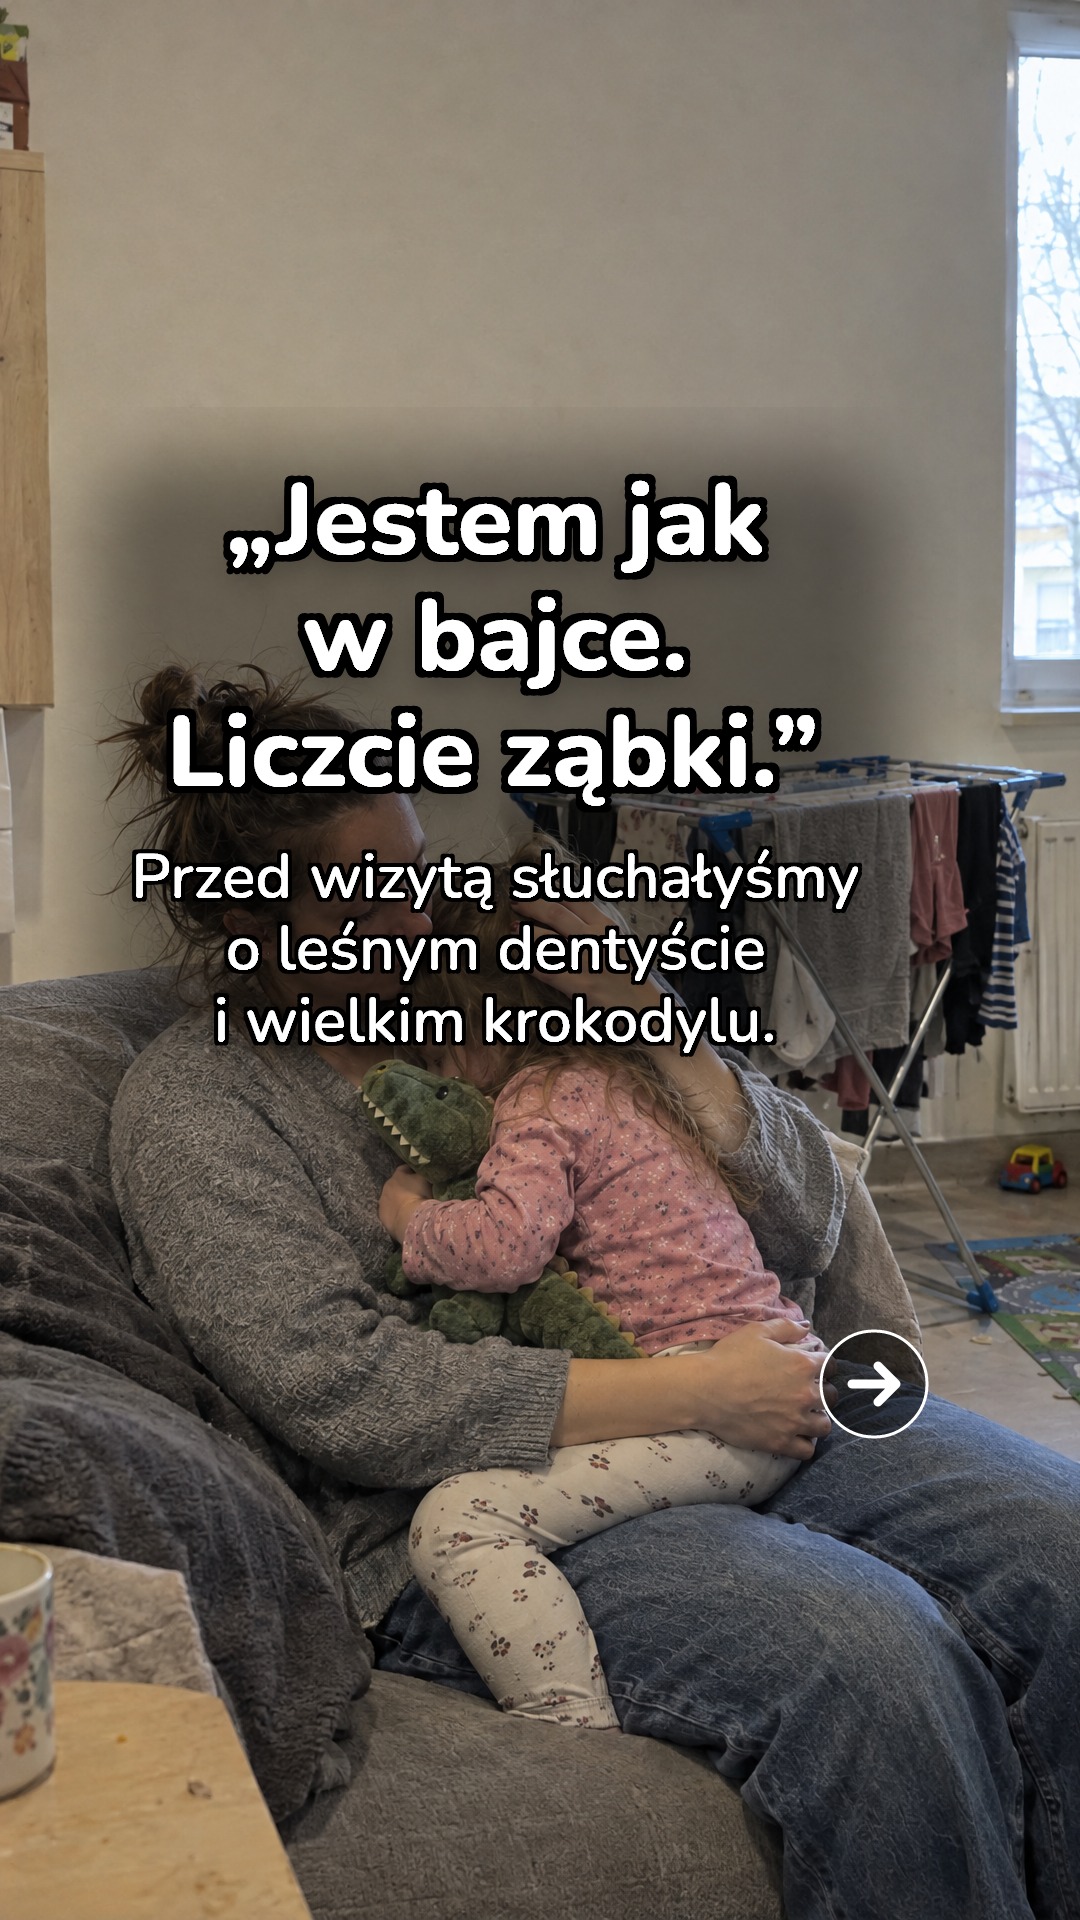 „Jestem jak
w bajce.
Liczcie ząbki.”
Przed wizytą słuchałyśmy
o leśnym dentyście
i wielkim krokodylu.